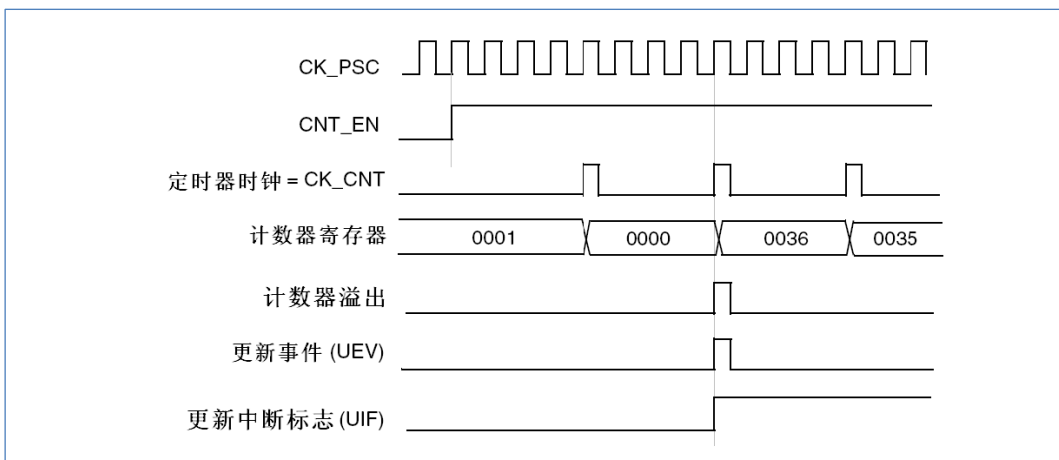 CK_PSC
CNT_EN
定时器时钟 = CK_CNT
计数器寄存器 0001 0000 0036 0035
计数器溢出
更新事件 (UEV)
更新中断标志 (UIF)